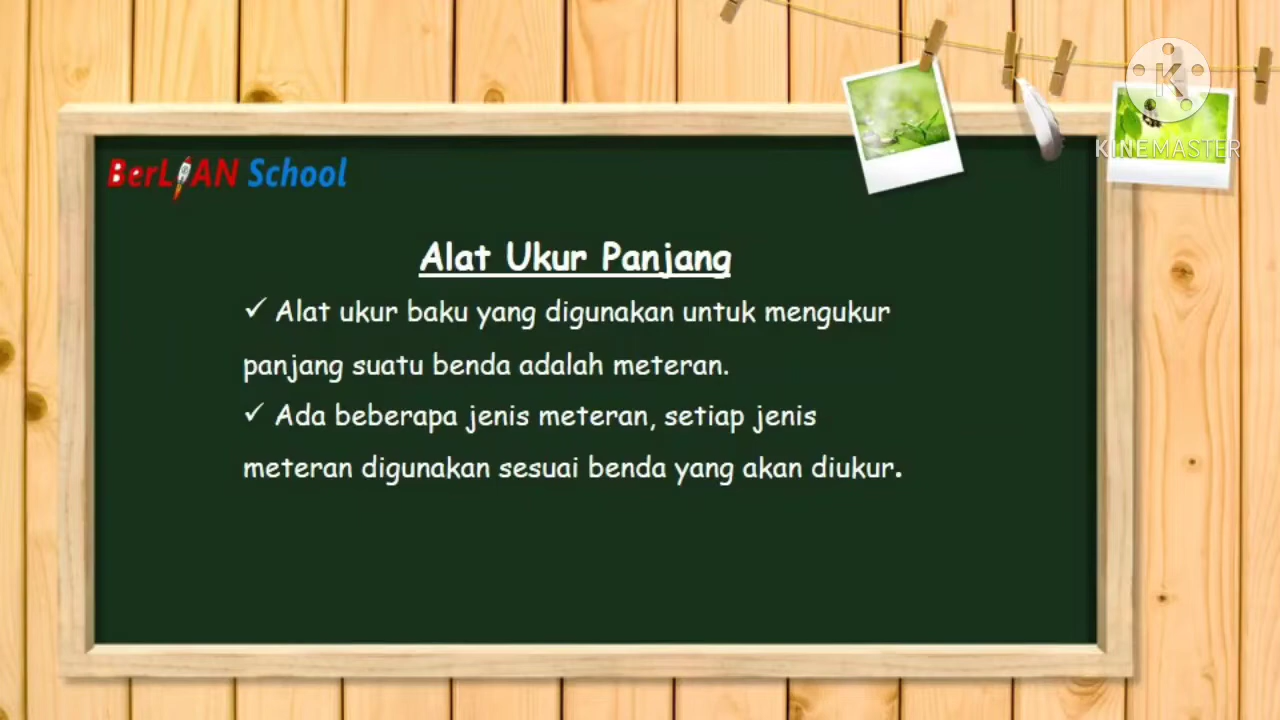 K
KINEMASTER
BerLIAN School
Alat Ukur Panjang
✓ Alat ukur baku yang digunakan untuk mengukur
panjang suatu benda adalah meteran.
✓ Ada beberapa jenis meteran, setiap jenis
meteran digunakan sesuai benda yang akan diukur.